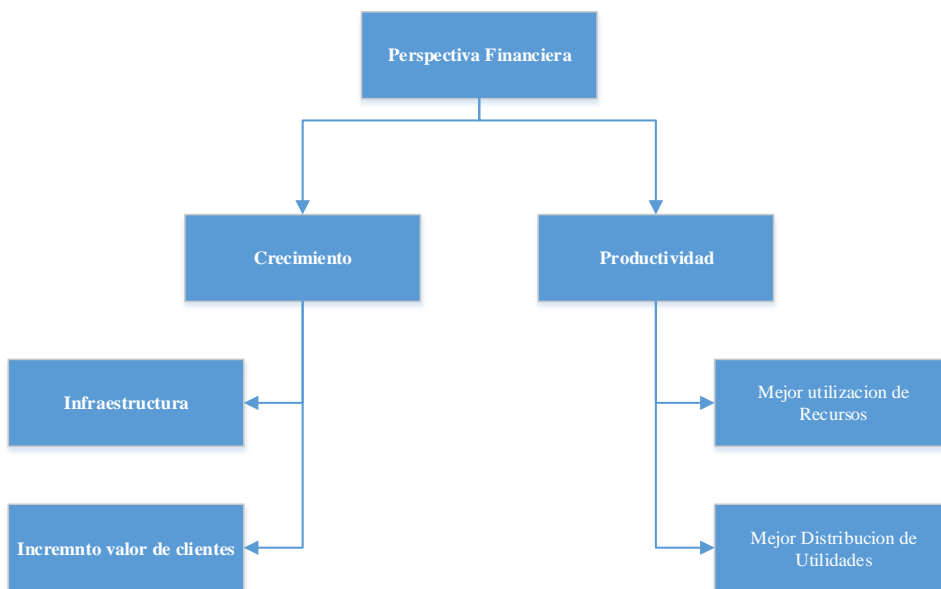 Perspectiva Financiera
Crecimiento
Productividad
Infraestructura
Mejor utilizacion de
Recursos
Incremnto valor de clientes
Mejor Distribucion de
Utilidades